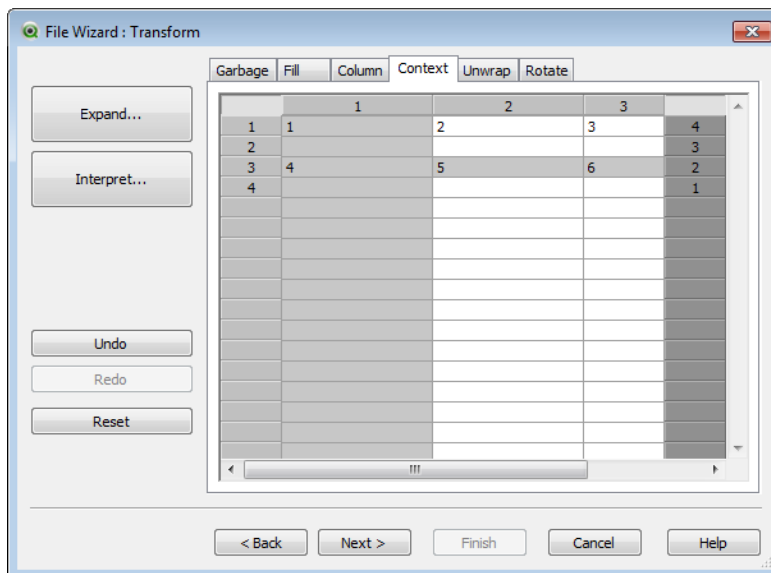 File Wizard : Transform
Garbage Fill Column Context Unwrap Rotate
Expand...
Interpret...
Undo
Redo
Reset
1 2 3
1 1 2 3 4
2 3
3 4 5 6 2
4 1
< Back Next > Finish Cancel Help